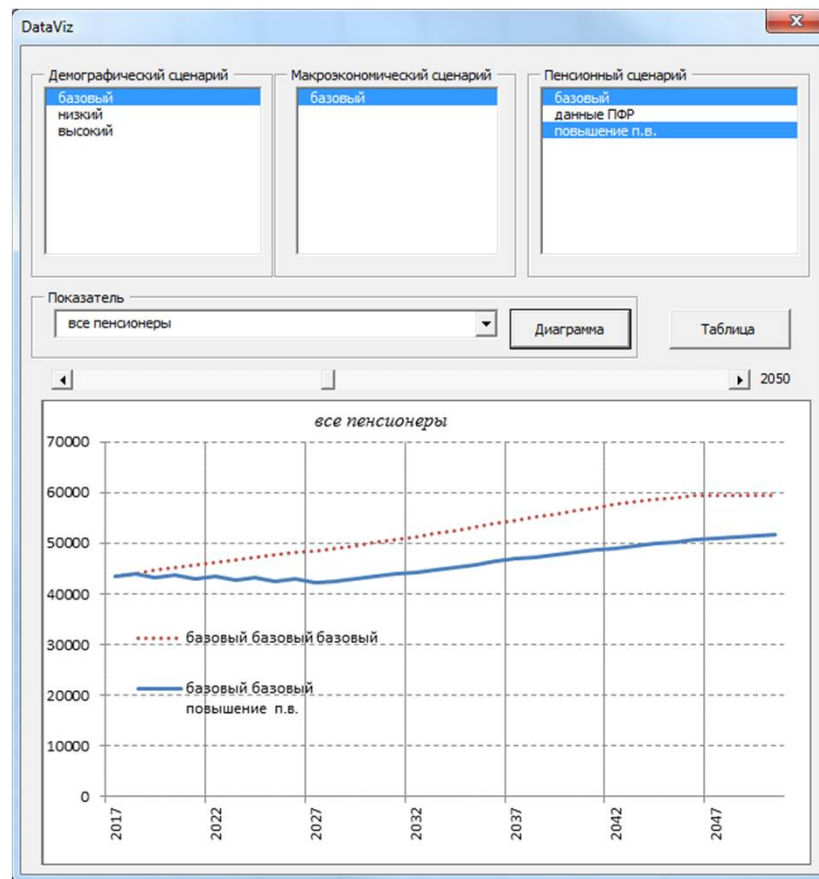 DataViz
Демографический сценарий
базовый
низкий
высокий
Макроэкономический сценарий
базовый
Пенсионный сценарий
базовый
данные ПФР
повышение п.в.
Показатель
все пенсионеры
Диаграмма
Таблица
2050
все пенсионеры
70000
60000
50000
40000
30000
20000
10000
0
базовый базовый базовый
базовый базовый
повышение п.в.
2017
2022
2027
2032
2037
2042
2047